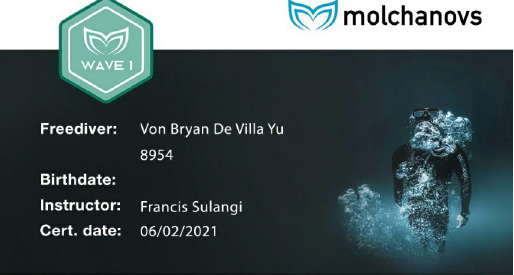 molchanovs
WAVE 1
Freediver: Von Bryan De Villa Yu
8954
Birthdate:
Instructor: Francis Sulangi
Cert. date: 06/02/2021